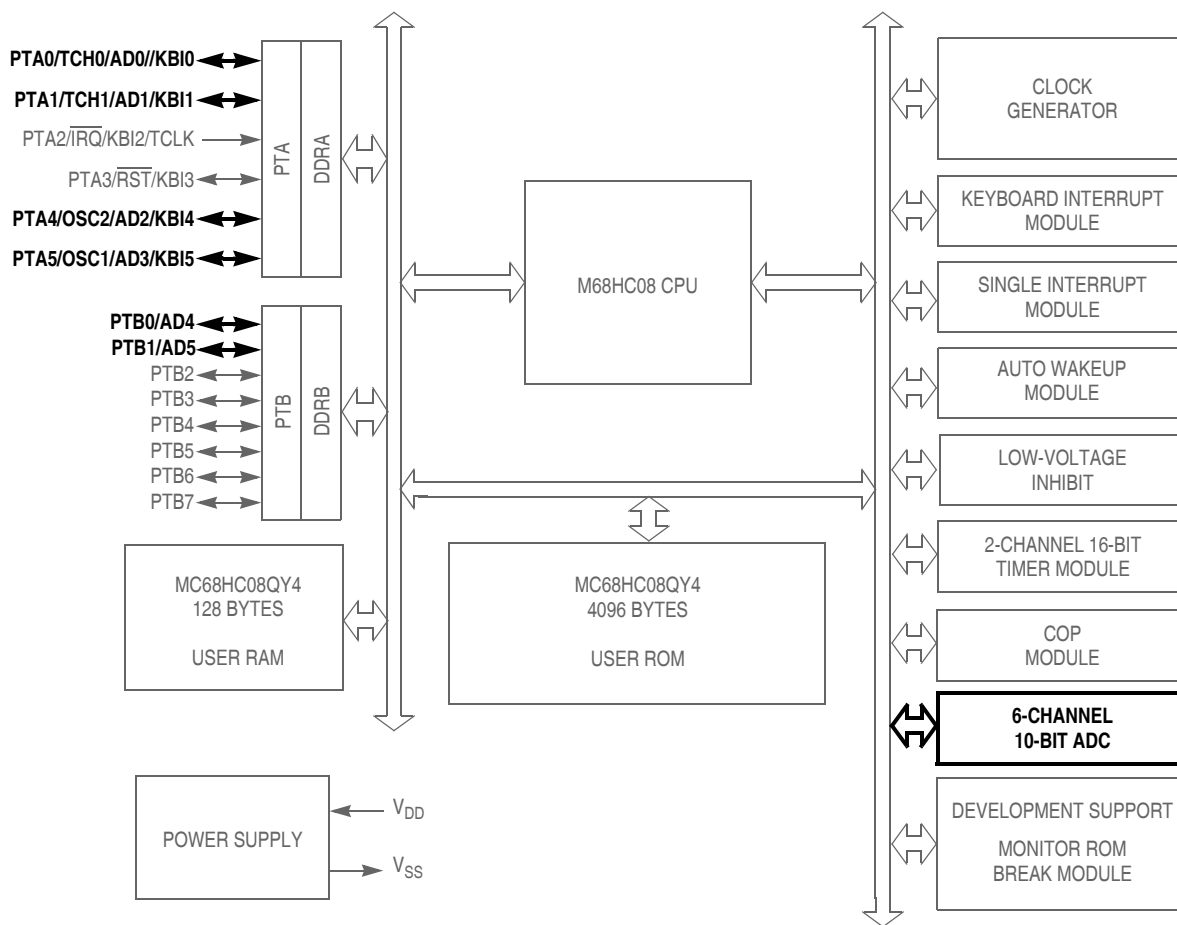 PTA0/TCH0/AD0//KBI0
PTA1/TCH1/AD1/KBI1
PTA2/IRQ/KBI2/TCLK
PTA3/RST/KBI3
PTA4/OSC2/AD2/KBI4
PTA5/OSC1/AD3/KBI5
PTA
DDRA
PTB0/AD4
PTB1/AD5
PTB2
PTB3
PTB4
PTB5
PTB6
PTB7
PTB
DDRB
M68HC08 CPU
MC68HC08QY4
128 BYTES
USER RAM
MC68HC08QY4
4096 BYTES
USER ROM
POWER SUPPLY
VDD
VSS
CLOCK
GENERATOR
KEYBOARD INTERRUPT
MODULE
SINGLE INTERRUPT
MODULE
AUTO WAKEUP
MODULE
LOW-VOLTAGE
INHIBIT
2-CHANNEL 16-BIT
TIMER MODULE
COP
MODULE
6-CHANNEL
10-BIT ADC
DEVELOPMENT SUPPORT
MONITOR ROM
BREAK MODULE